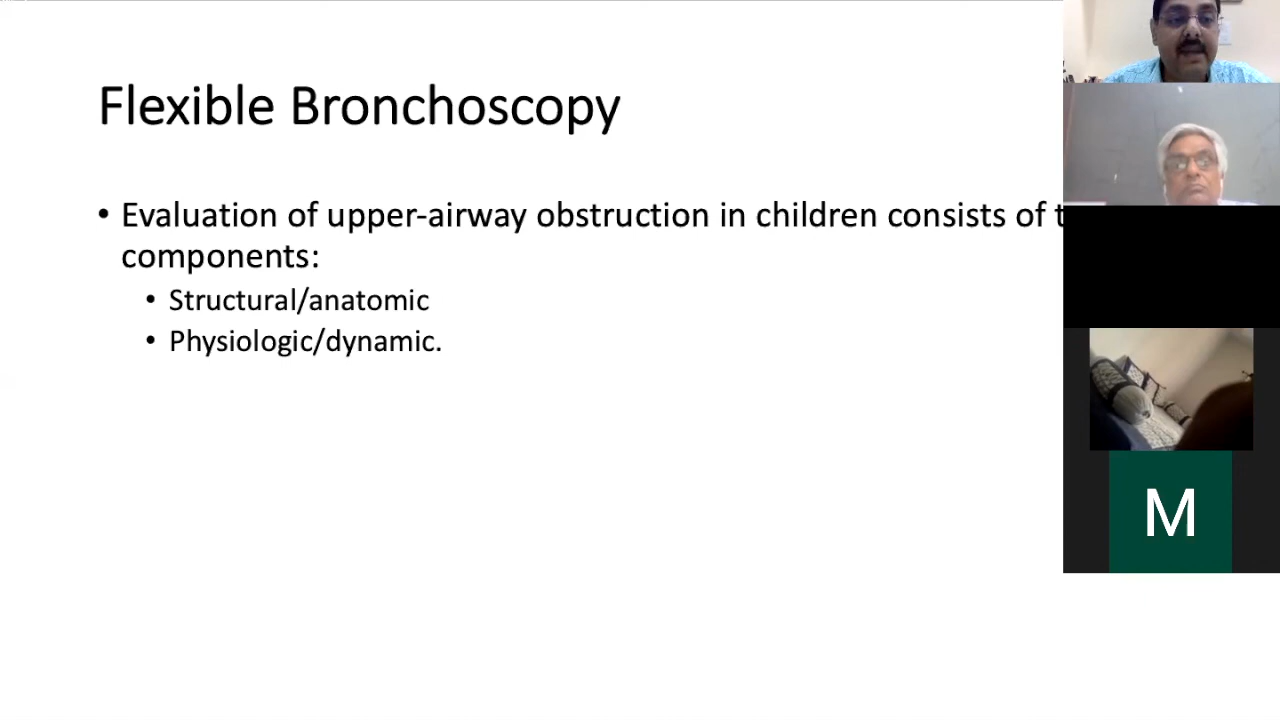 Flexible Bronchoscopy
• Evaluation of upper-airway obstruction in children consists of
components:
• Structural/anatomic
• Physiologic/dynamic.
M